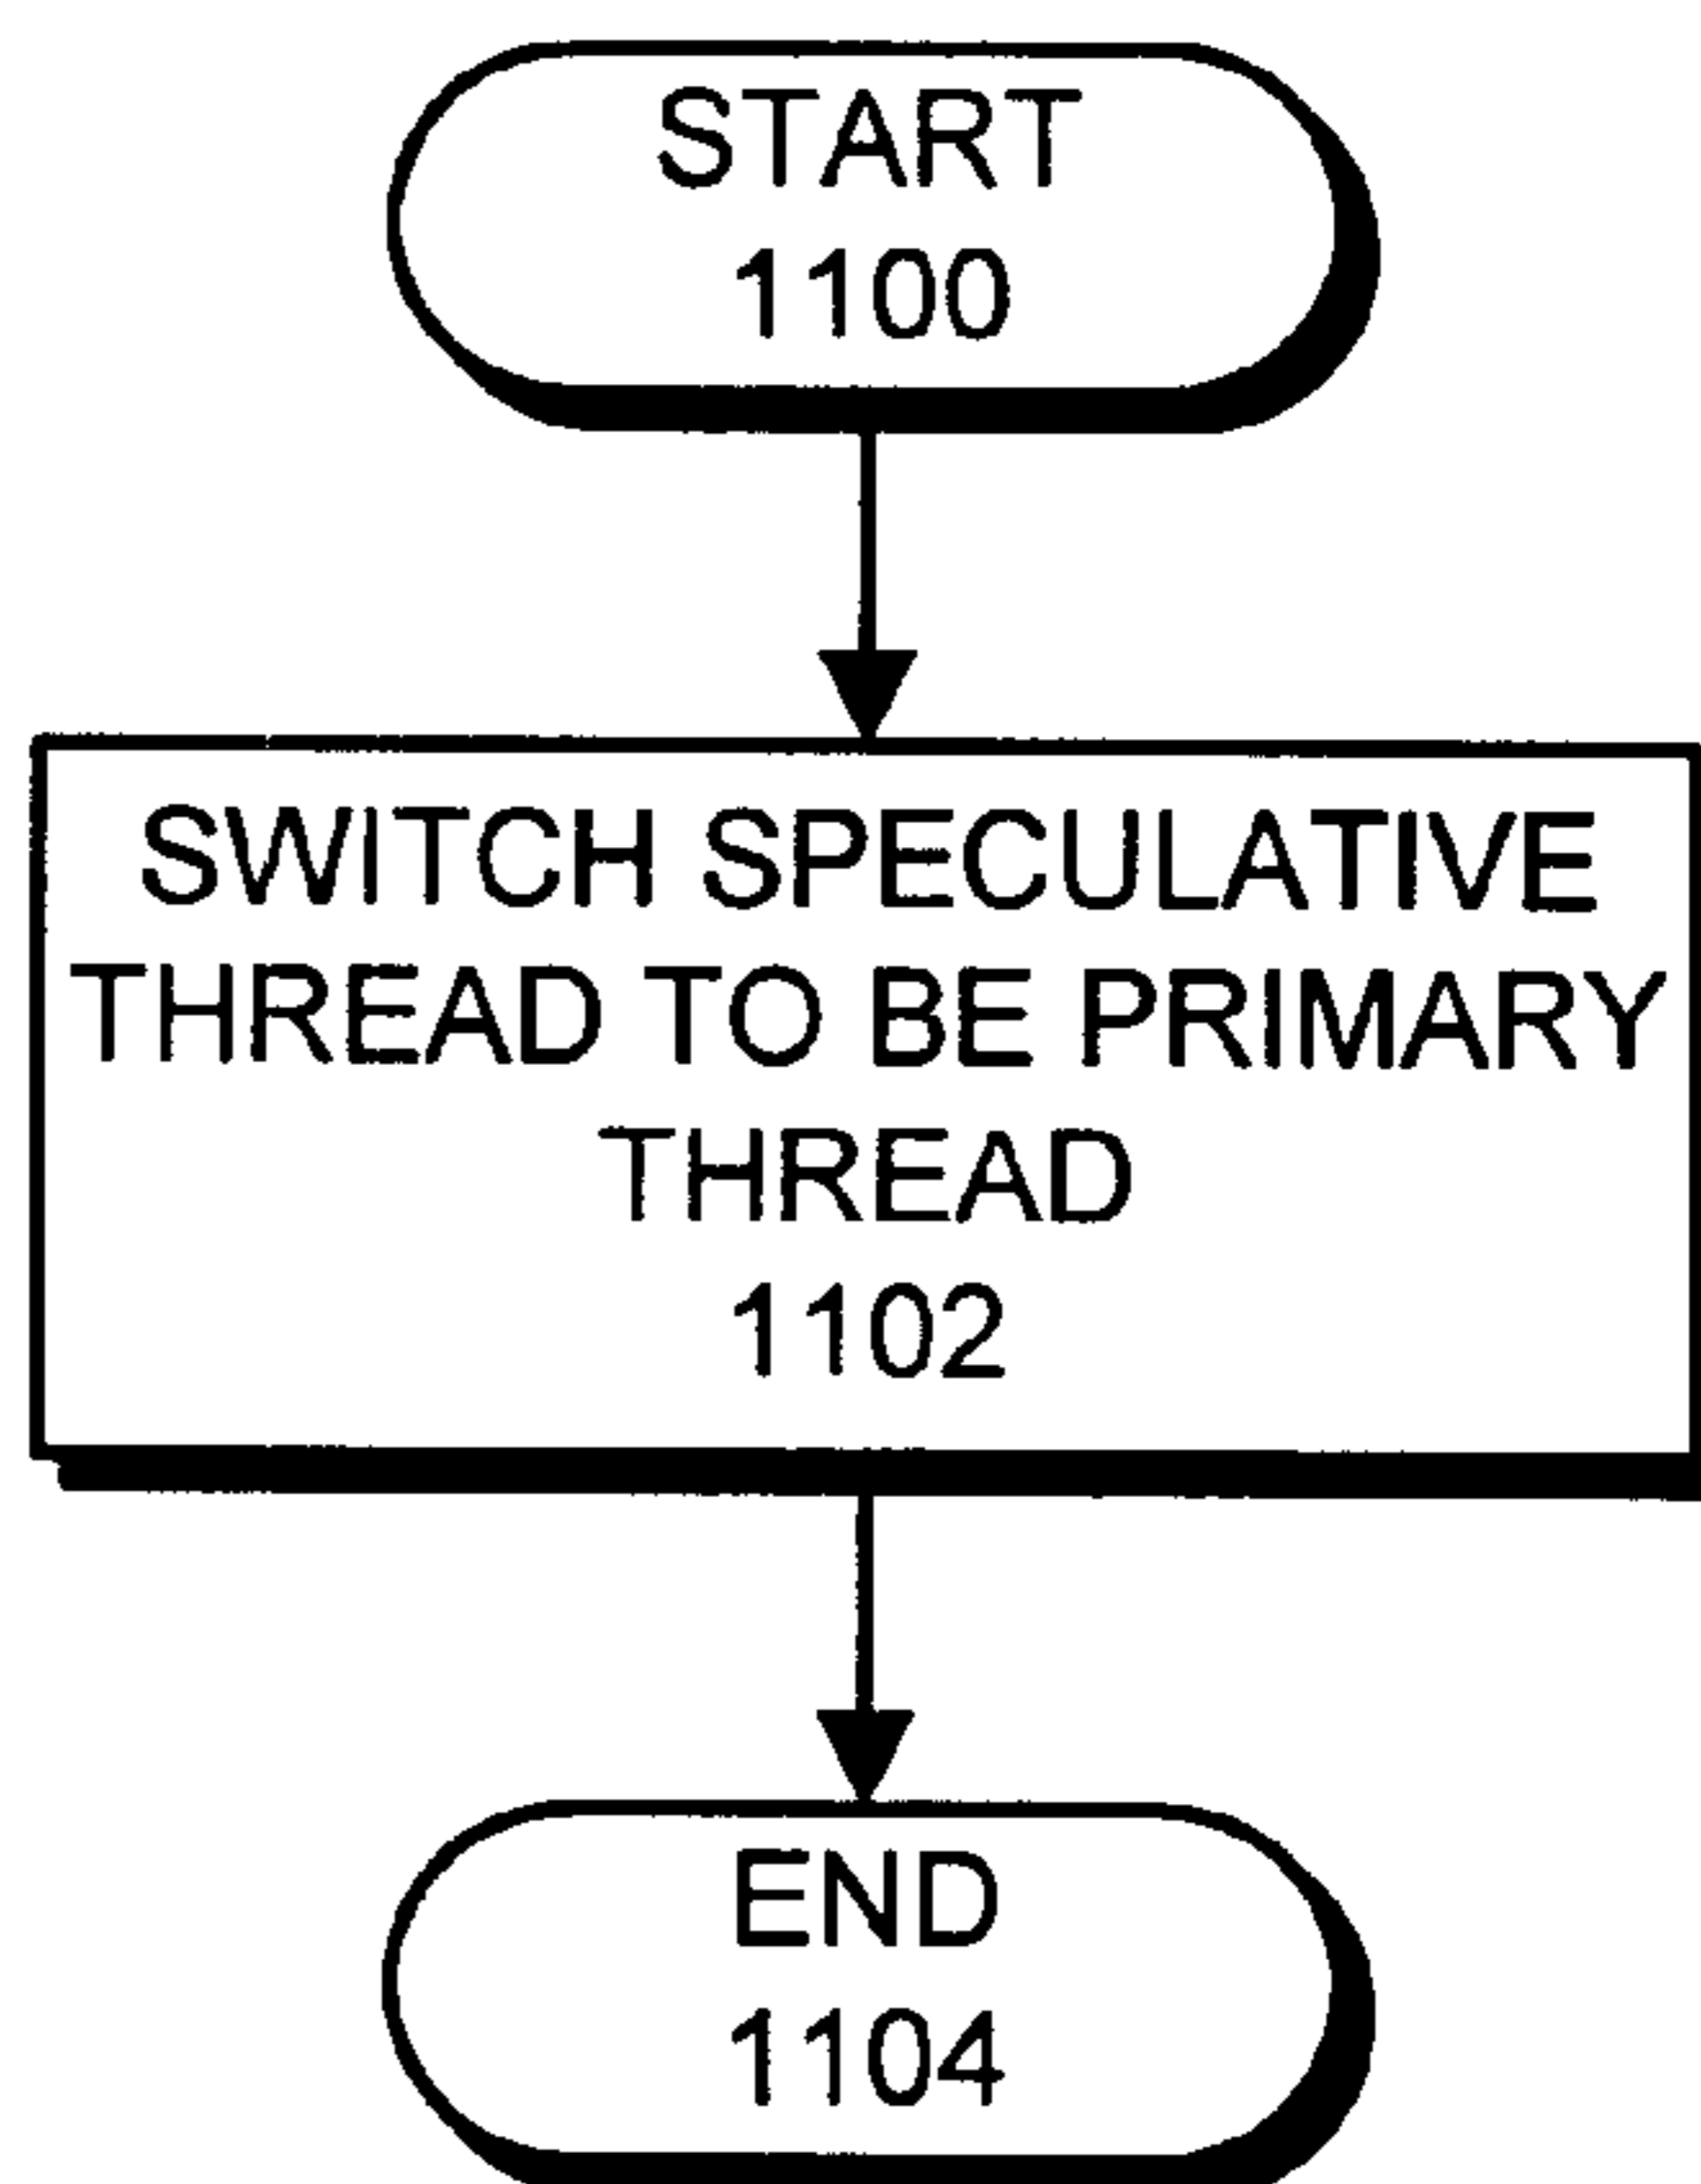 START
1100
SWITCH SPECULATIVE
THREAD TO BE PRIMARY
THREAD
1102
END
1104